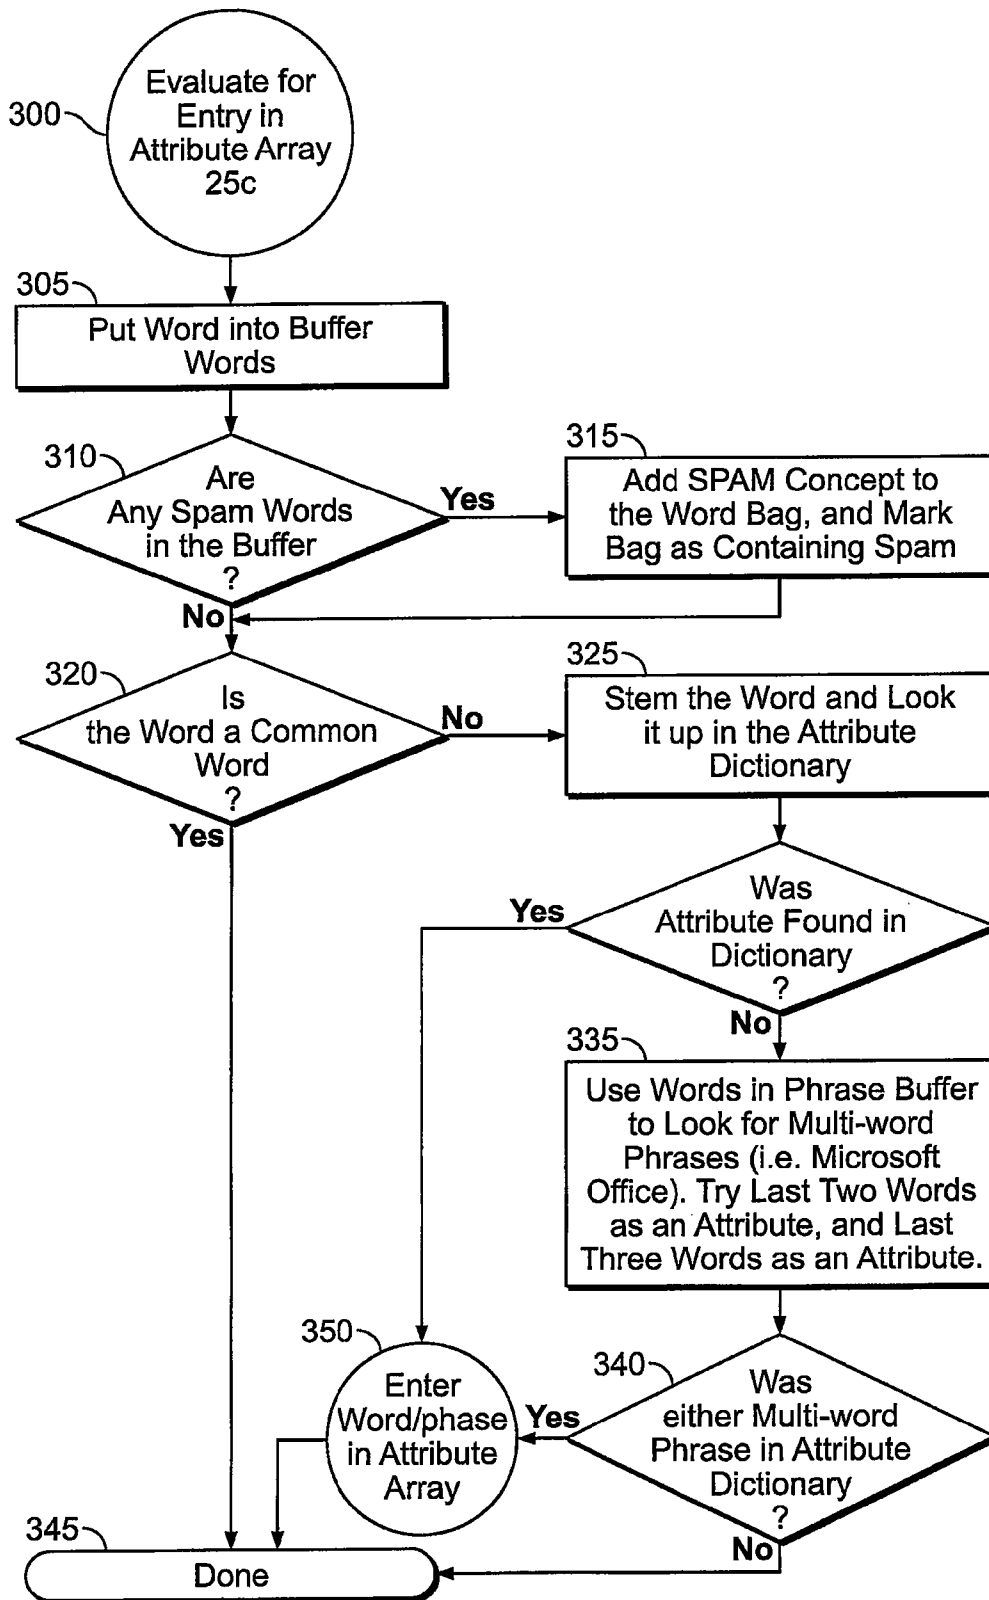 300
Evaluate for
Entry in
Attribute Array
25c
305
Put Word into Buffer
Words
310
Are
Any Spam Words
in the Buffer
?
Yes
No
315
Add SPAM Concept to
the Word Bag, and Mark
Bag as Containing Spam
320
Is
the Word a Common
Word
?
No
Yes
325
Stem the Word and Look
it up in the Attribute
Dictionary
Was
Attribute Found in
Dictionary
?
Yes
No
335
Use Words in Phrase Buffer
to Look for Multi-word
Phrases (i.e. Microsoft
Office). Try Last Two Words
as an Attribute, and Last
Three Words as an Attribute.
340
Was
either Multi-word
Phrase in Attribute
Dictionary
?
Yes
No
350
Enter
Word/phase
in Attribute
Array
345
Done